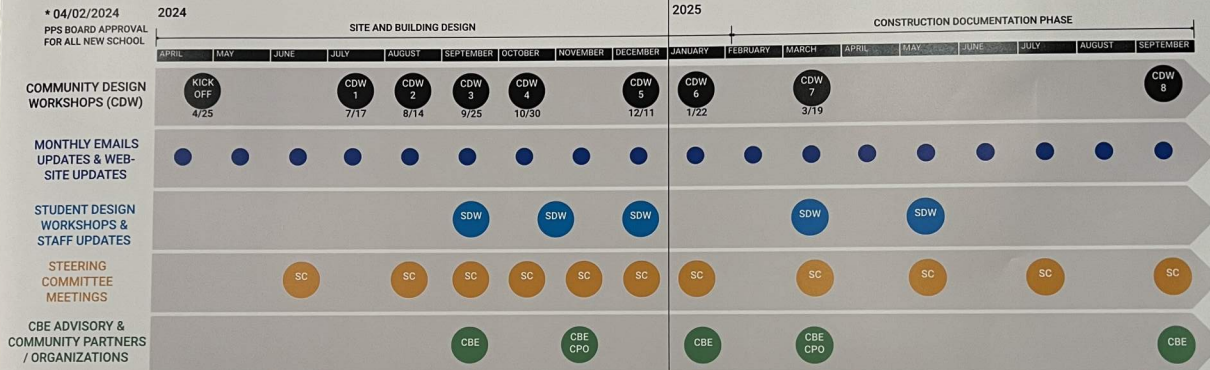 * 04/02/2024
PPS BOARD APPROVAL
FOR ALL NEW SCHOOL
2024
2025
SITE AND BUILDING DESIGN
CONSTRUCTION DOCUMENTATION PHASE
APRIL MAY JUNE JULY AUGUST SEPTEMBER OCTOBER NOVEMBER DECEMBER JANUARY FEBRUARY MARCH APRIL MAY JUNE JULY AUGUST SEPTEMBER
COMMUNITY DESIGN
WORKSHOPS (CDW)
KICK
OFF
4/25
CDW
1
7/17
CDW
2
8/14
CDW
3
9/25
CDW
4
10/30
CDW
5
12/11
CDW
6
1/22
CDW
7
3/19
CDW
8
MONTHLY EMAILS
UPDATES & WEB-
SITE UPDATES
STUDENT DESIGN
WORKSHOPS &
STAFF UPDATES
SDW SDW SDW SDW SDW
STEERING
COMMITTEE
MEETINGS
SC SC SC SC SC SC SC SC SC SC SC
CBE ADVISORY &
COMMUNITY PARTNERS
/ ORGANIZATIONS
CBE
CBE
CPO
CBE
CBE
CPO
CBE